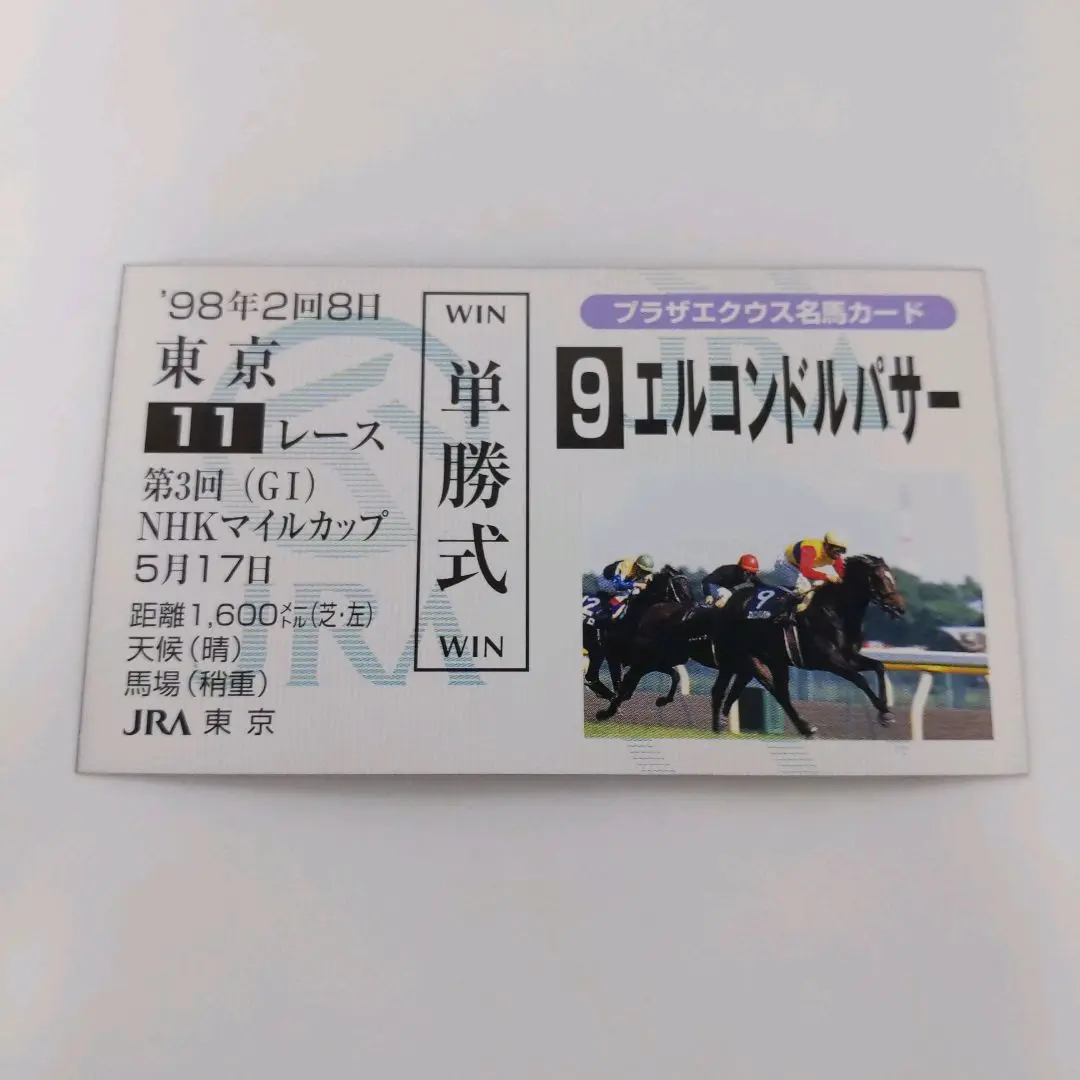 '98年2回8日
東京
11 レース
第3回(GI)
NHKマイルカップ
5月17日
距離1,600メートル(芝・左)
天候(晴)
馬場(稍重)
JRA 東京
WIN
単勝式
WIN
プラザエクウス名馬カード
9 エルコンドルパサー
9
JRA